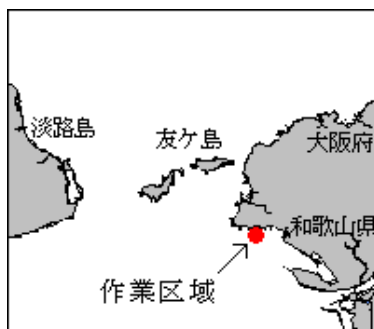 淡路島
友ケ島
大阪府
和歌山県
作業区域